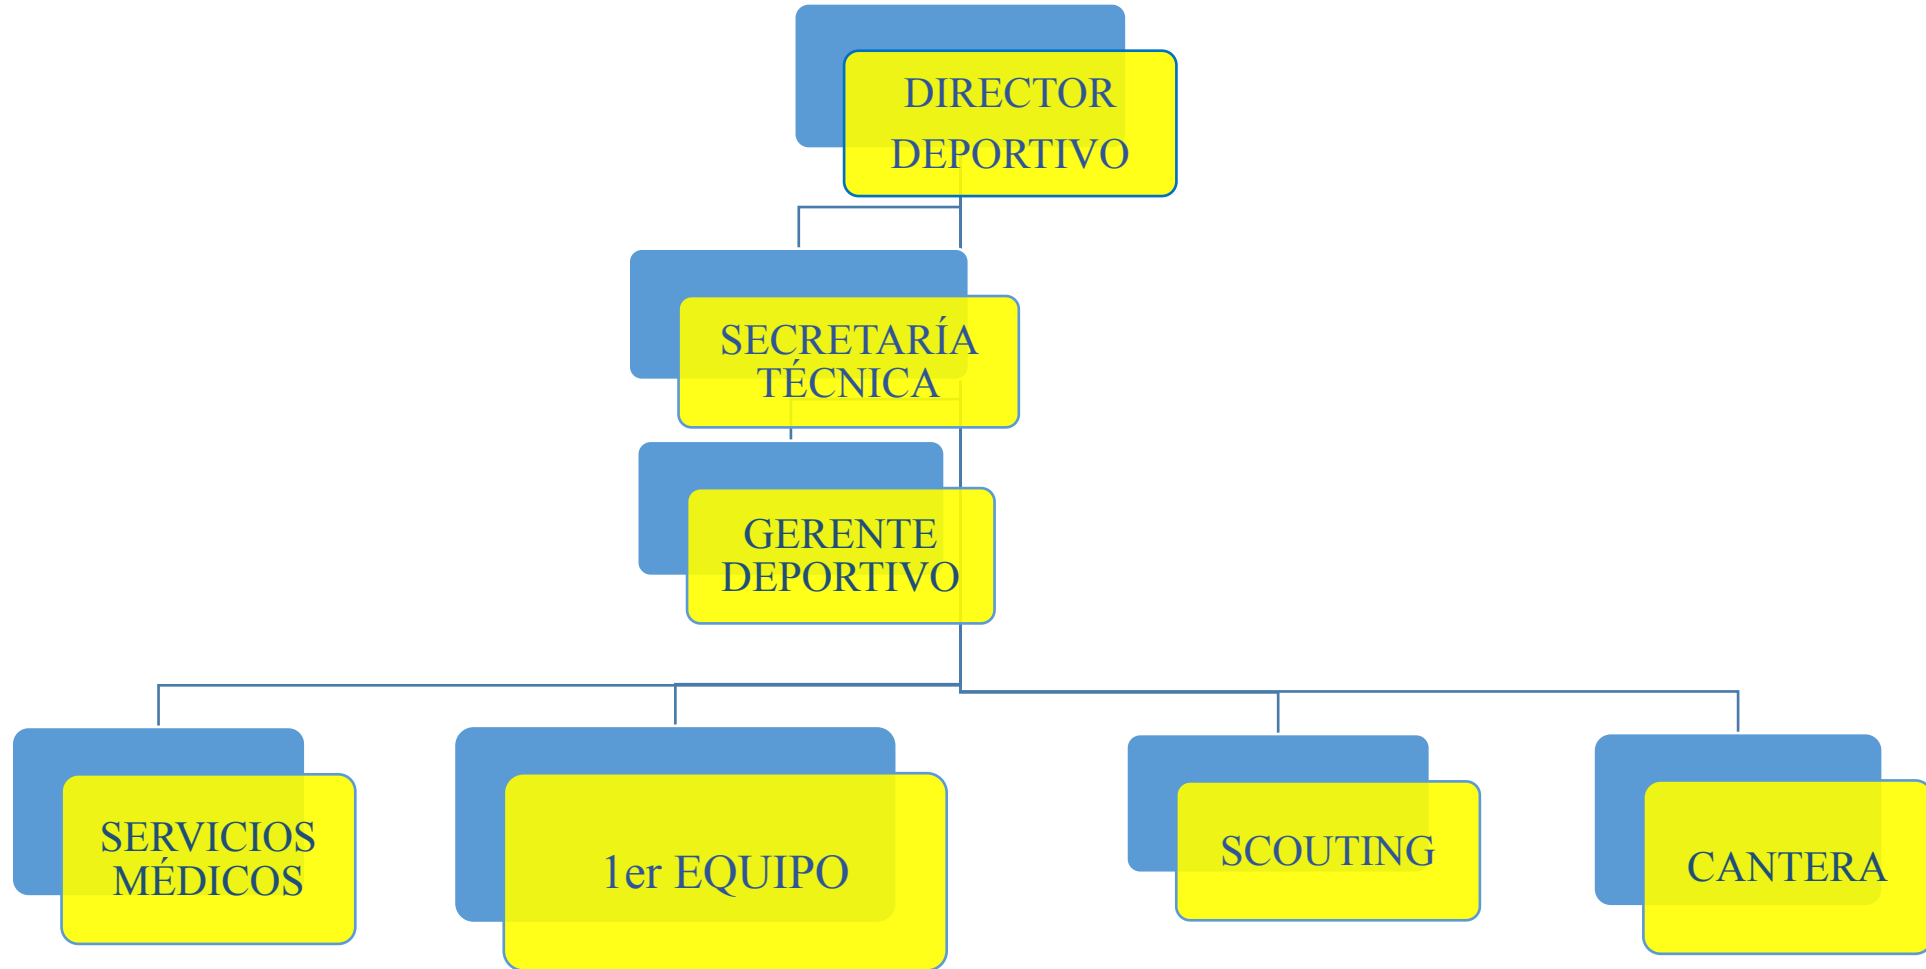 DIRECTOR
DEPORTIVO
SECRETARÍA
TÉCNICA
GERENTE
DEPORTIVO
SERVICIOS
MÉDICOS
1er EQUIPO
SCOUTING
CANTERA